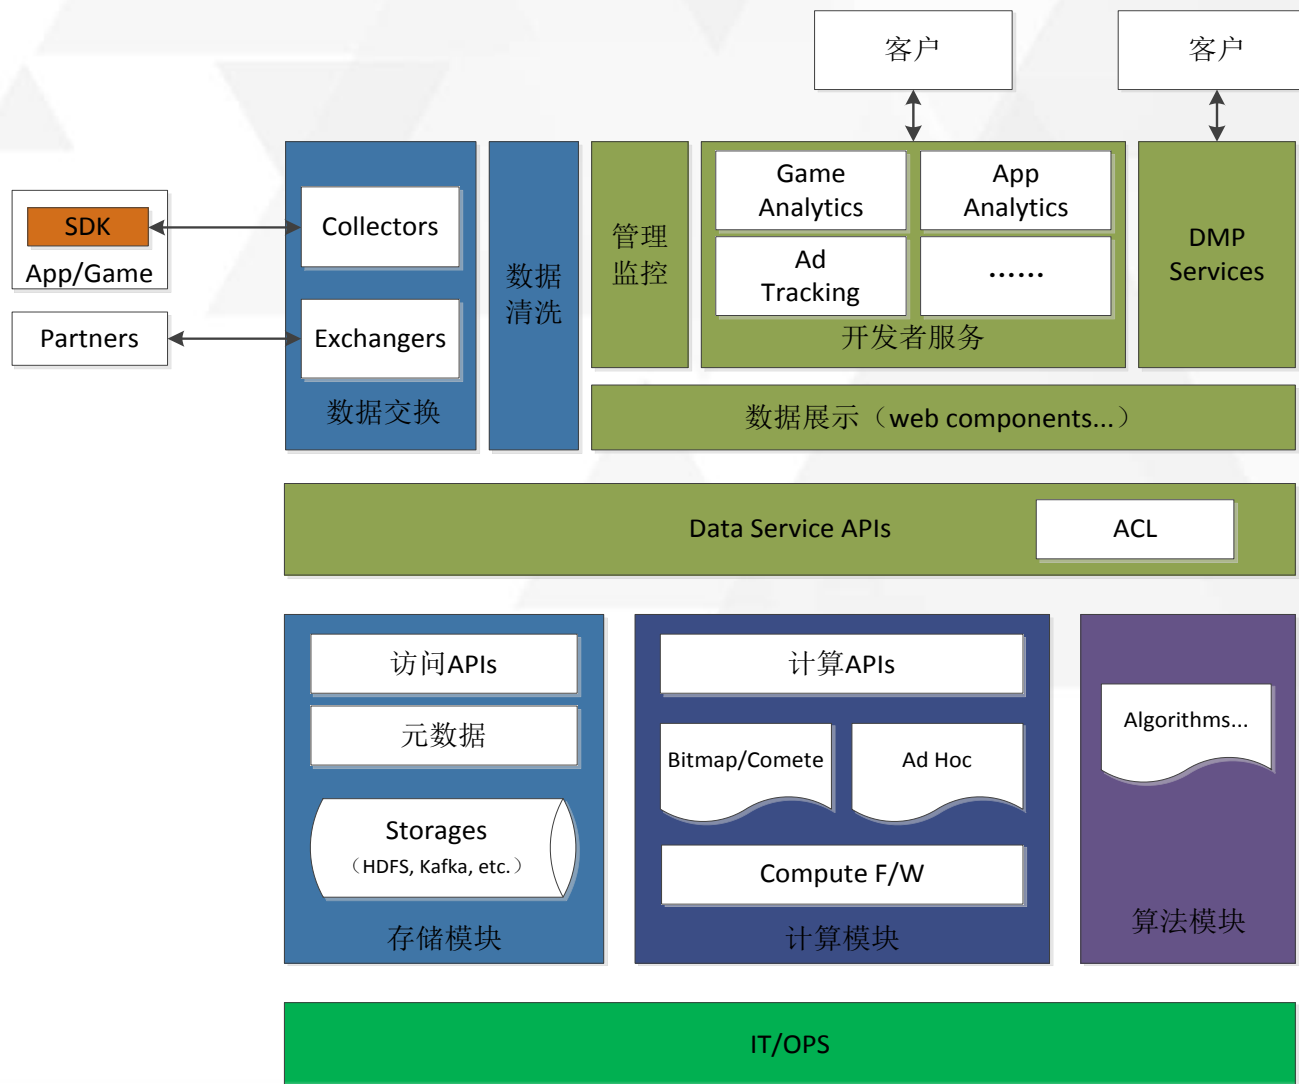 客户
客户
SDK
App/Game
Partners
Collectors
Exchangers
数据交换
数据
清洗
管理
监控
Game
Analytics
App
Analytics
Ad
Tracking
......
开发者服务
DMP
Services
数据展示（web components...）
Data Service APIs
ACL
访问APIs
元数据
Storages
（HDFS, Kafka, etc.）
存储模块
计算APIs
Bitmap/Comete
Ad Hoc
Compute F/W
计算模块
Algorithms...
算法模块
IT/OPS